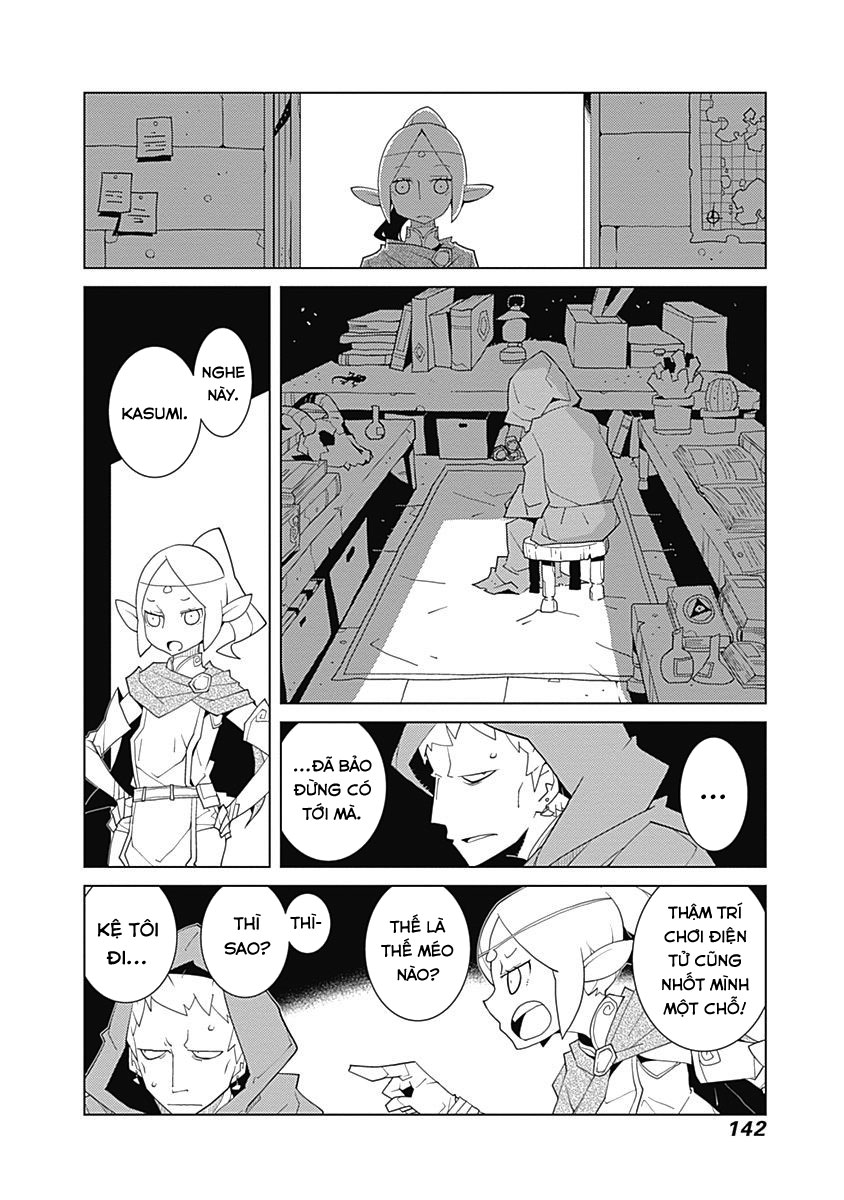 NGHE
NÀY.
KASUMI.
...
...ĐÃ BẢO
ĐỪNG CÓ
TỚI MÀ.
THẬM TRÍ
CHƠI ĐIỆN
TỬ CŨNG
NHỐT MÌNH
MỘT CHỖ!
THẾ LÀ
THẾ MÉO
NÀO?
THÌ-
THÌ
SAO?
KỆ TÔI
ĐI...
142